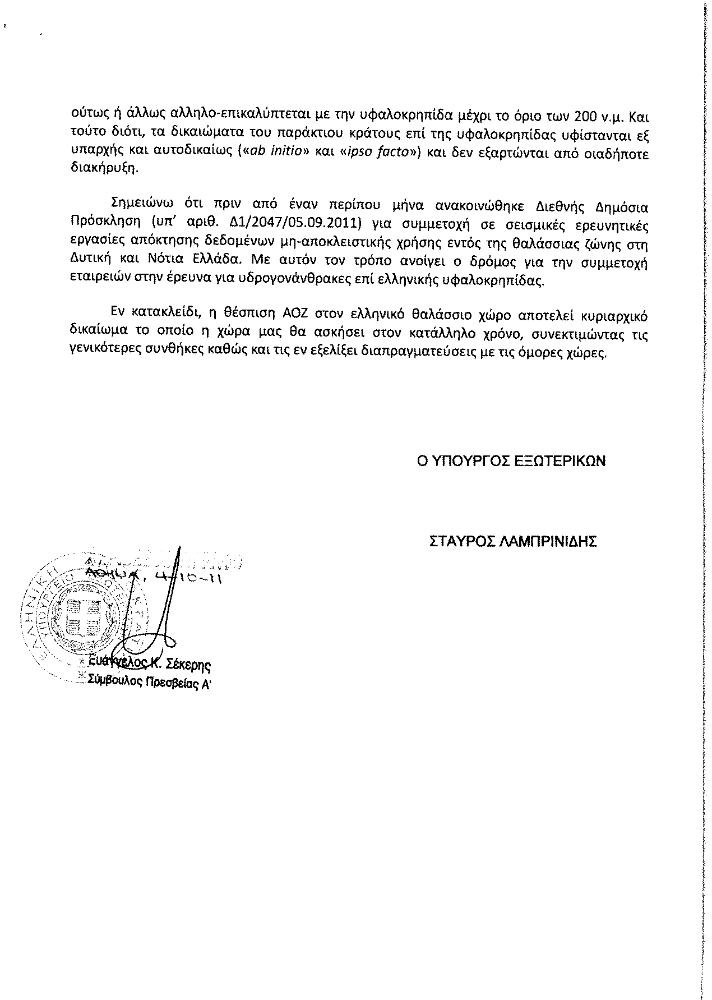 ούτως ή άλλως αλληλο-επικαλύπτεται με την υφαλοκρηπίδα μέχρι το όριο των 200 ν.μ. Και
τούτο διότι, τα δικαιώματα του παράκτιου κράτους επί της υφαλοκρηπίδας υφίστανται εξ
υπαρχής και αυτοδικαίως («ab initio» και «ipso facto») και δεν εξαρτώνται από οιαδήποτε
διακήρυξη.
Σημειώνω ότι πριν από έναν περίπου μήνα ανακοινώθηκε Διεθνής Δημόσια
Πρόσκληση (υπ’ αριθ. Δ1/2047/05.09.2011) για συμμετοχή σε σεισμικές ερευνητικές
εργασίες απόκτησης δεδομένων μη-αποκλειστικής χρήσης εντός της θαλάσσιας ζώνης στη
Δυτική και Νότια Ελλάδα. Με αυτόν τον τρόπο ανοίγει ο δρόμος για την συμμετοχή
εταιρειών στην έρευνα για υδρογονάνθρακες επί ελληνικής υφαλοκρηπίδας.
Εν κατακλείδι, η θέσπιση ΑΟΖ στον ελληνικό θαλάσσιο χώρο αποτελεί κυριαρχικό
δικαίωμα το οποίο η χώρα μας θα ασκήσει στον κατάλληλο χρόνο, συνεκτιμώντας τις
γενικότερες συνθήκες καθώς και τις εν εξελίξει διαπραγματεύσεις με τις όμορες χώρες.
Ο ΥΠΟΥΡΓΟΣ ΕΞΩΤΕΡΙΚΩΝ
ΣΤΑΥΡΟΣ ΛΑΜΠΡΙΝΙΔΗΣ
Αθήνα, 4-10-11
ΕΛΛΗΝΙΚΗ
ΥΠΟΥΡΓΕΙΟ
Ευάγγελος Κ. Σέκερης
Σύμβουλος Πρεσβείας Α'